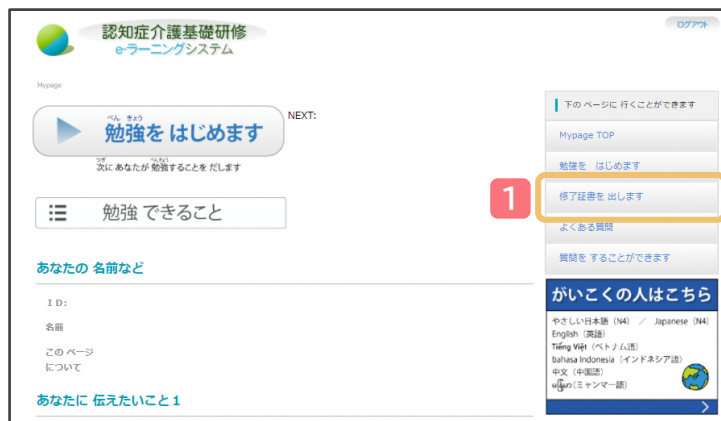 認知症介護基礎研修
e-ラーニングシステム
ログアウト
Mypage
べん きょう
勉強を はじめます
NEXT:
つぎ べんきょう
次に あなたが 勉強することを だします
勉強 できること
あなたの 名前など
ＩＤ:
名前
この ページ
について
あなたに 伝えたいこと１
下の ページに 行くことができます
Mypage TOP
勉強を はじめます
1
修了証書を 出します
よくある質問
質問を することができます
がいこくの人はこちら
やさしい日本語（N4） ／ Japanese（N4）
English（英語）
Tiếng Việt（ベトナム語）
bahasa Indonesia（インドネシア語）
中文（中国語）
မြန်မာ（ミャンマー語）